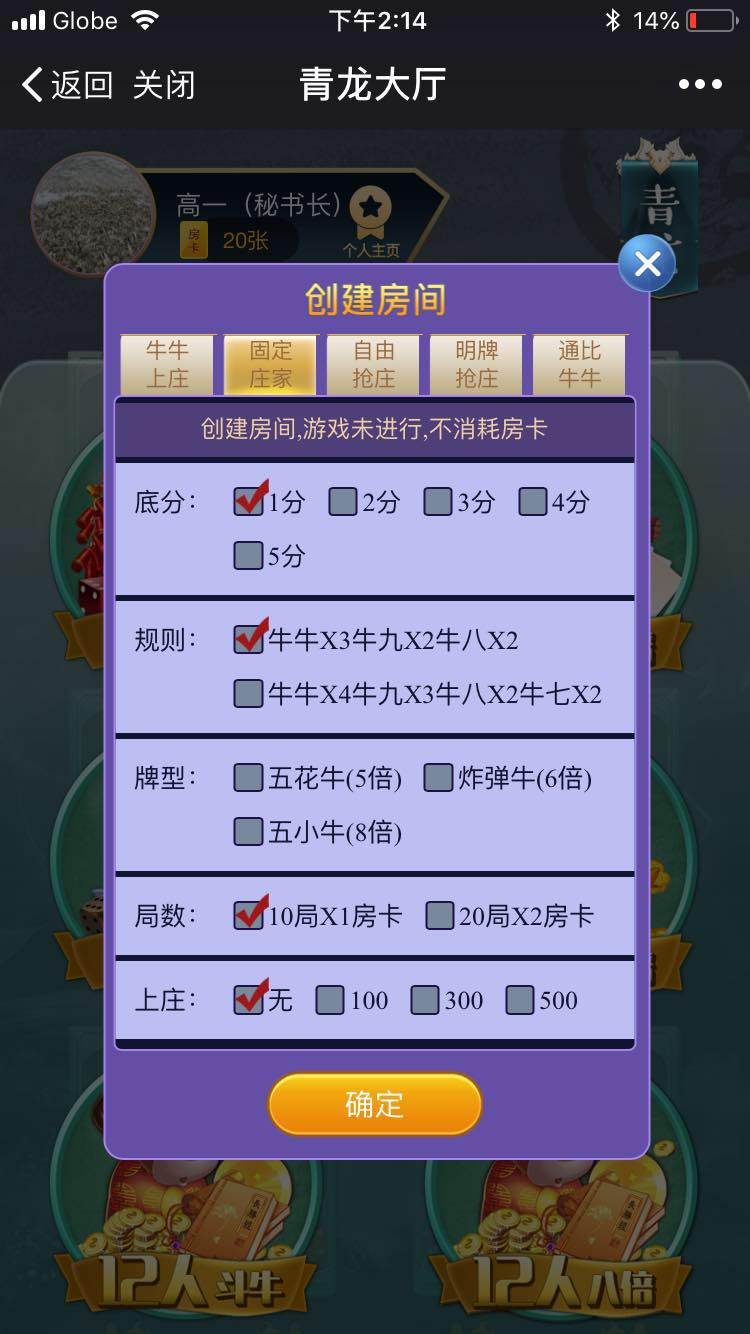 Globe 下午2:14 14%
返回 关闭 青龙大厅
高一（秘书长）
房卡 20张 个人主页
青龙
创建房间
牛牛上庄 固定庄家 自由抢庄 明牌抢庄 通比牛牛
创建房间,游戏未进行,不消耗房卡
底分： 1分 2分 3分 4分
5分
规则： 牛牛X3牛九X2牛八X2
牛牛X4牛九X3牛八X2牛七X2
牌型： 五花牛(5倍) 炸弹牛(6倍)
五小牛(8倍)
局数： 10局X1房卡 20局X2房卡
上庄： 无 100 300 500
确定
12人斗牛 12人八倍